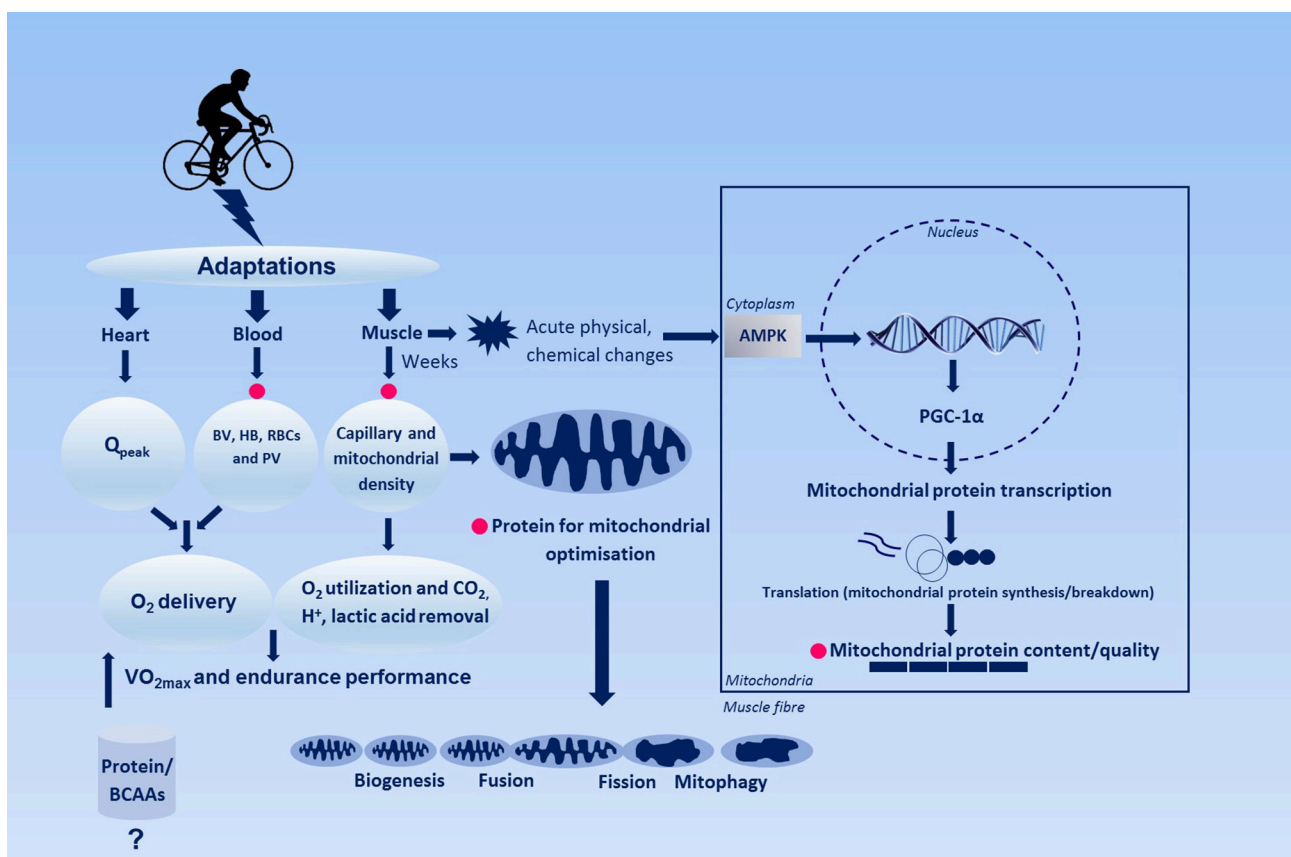 Adaptations
Heart
Blood
Muscle
Weeks
Acute physical,
chemical changes
Q peak
BV, HB, RBCs
and PV
Capillary and
mitochondrial
density
Protein for mitochondrial
optimisation
O2 delivery
O2 utilization and CO2,
H+, lactic acid removal
VO2max and endurance performance
Protein/
BCAAs
?
Biogenesis
Fusion
Fission
Mitophagy
Nucleus
Cytoplasm
AMPK
PGC-1α
Mitochondrial protein transcription
Translation (mitochondrial protein synthesis/breakdown)
Mitochondrial protein content/quality
Mitochondria
Muscle fibre